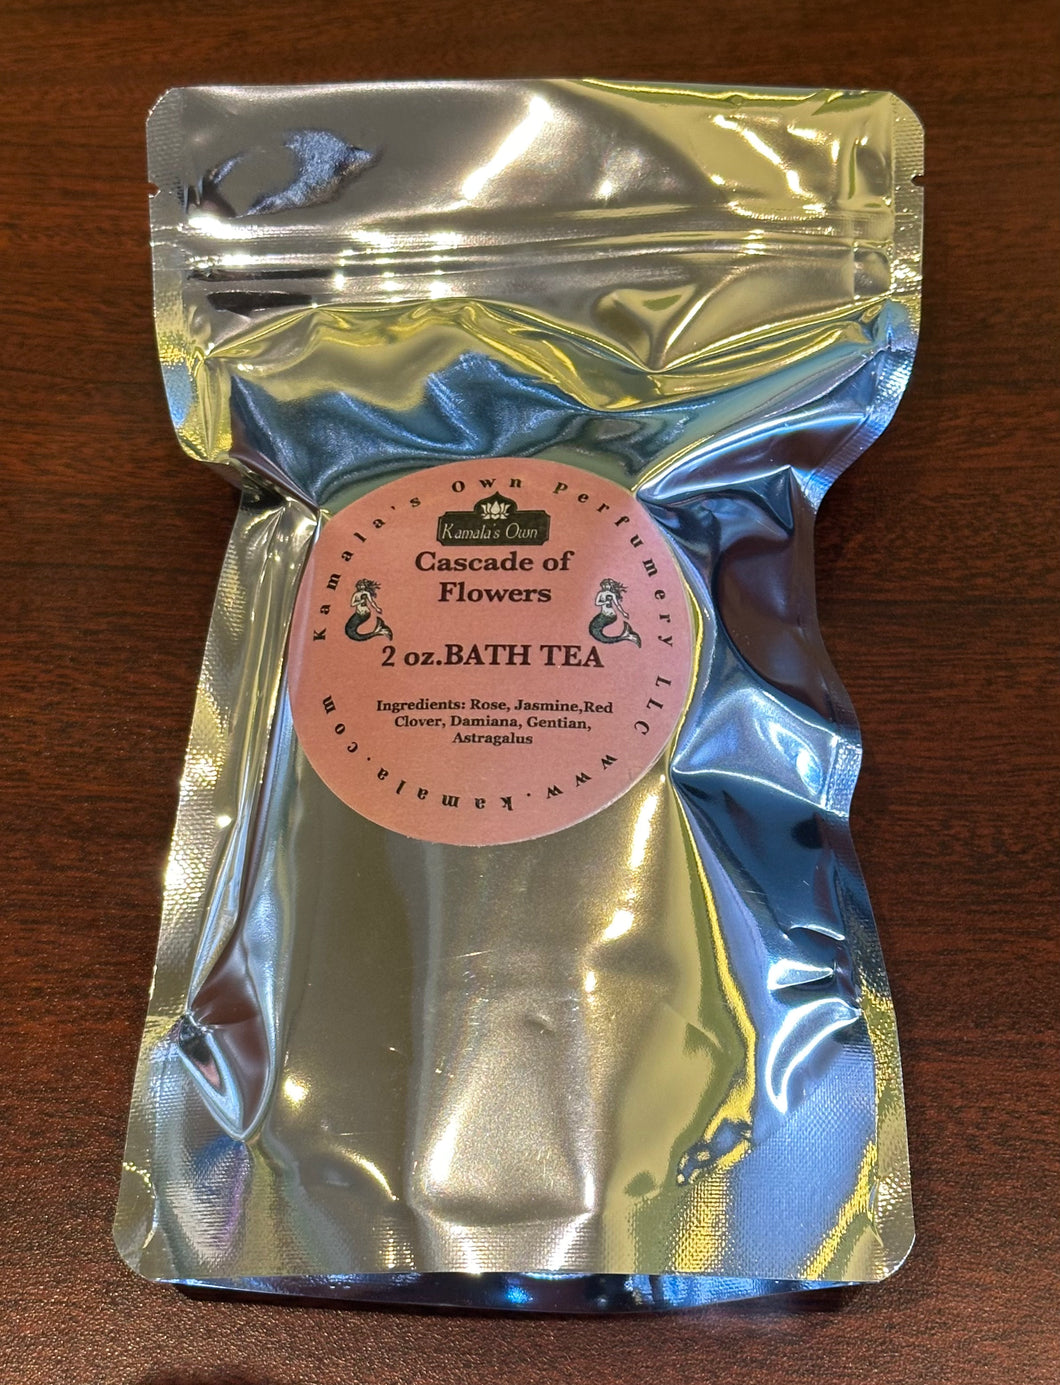 Kamala's Own perfumery LLC www.kamala.com
Kamala's Own
Cascade of
Flowers
2 oz.BATH TEA
Ingredients: Rose, Jasmine,Red
Clover, Damiana, Gentian,
Astragalus